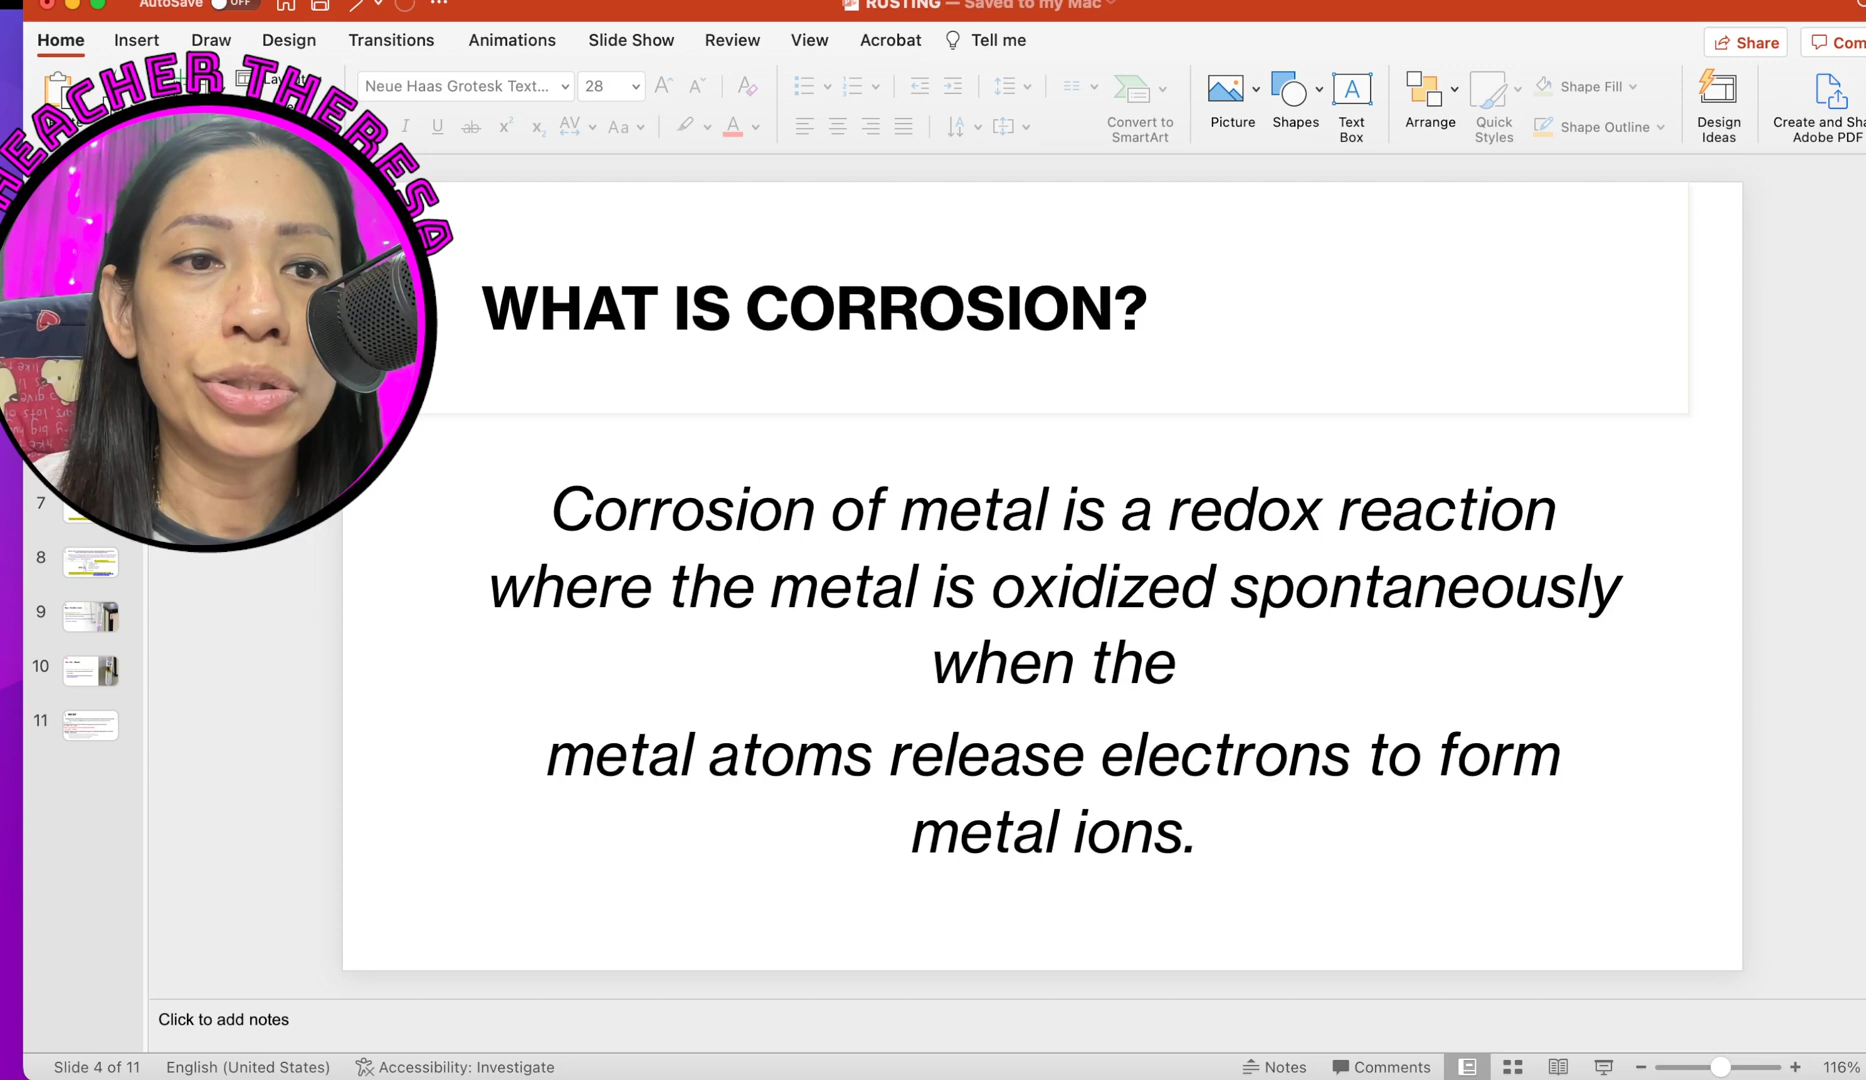 AutoSave OFF
RUSTING — Saved to my Mac
Home Insert Draw Design Transitions Animations Slide Show Review View Acrobat Tell me
Share
TEACHER THERESA
Neue Haas Grotesk Text... 28
Convert to SmartArt
Picture
Shapes
Text Box
Arrange
Quick Styles
Shape Fill
Shape Outline
Design Ideas
Adobe PDF
WHAT IS CORROSION?
Corrosion of metal is a redox reaction
where the metal is oxidized spontaneously
when the
metal atoms release electrons to form
metal ions.
7
8
9
10
11
Click to add notes
Slide 4 of 11 English (United States) Accessibility: Investigate Notes Comments 116%